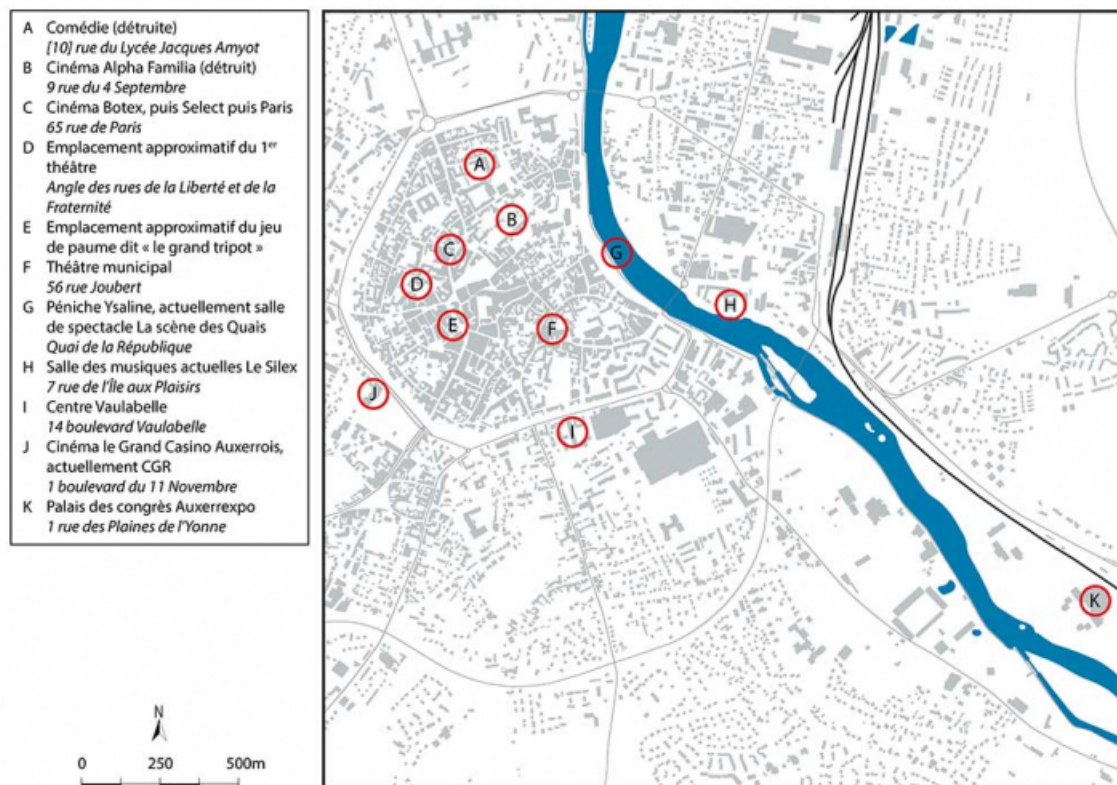 A Comédie (détruite)
[10] rue du Lycée Jacques Amyot
B Cinéma Alpha Familia (détruit)
9 rue du 4 Septembre
C Cinéma Botex, puis Select puis Paris
65 rue de Paris
D Emplacement approximatif du 1er
théâtre
Angle des rues de la Liberté et de la
Fraternité
E Emplacement approximatif du jeu
de paume dit « le grand tripot »
F Théâtre municipal
56 rue Joubert
G Péniche Ysaline, actuellement salle
de spectacle La scène des Quais
Quai de la République
H Salle des musiques actuelles Le Silex
7 rue de l'Île aux Plaisirs
I Centre Vaulabelle
14 boulevard Vaulabelle
J Cinéma le Grand Casino Auxerrois,
actuellement CGR
1 boulevard du 11 Novembre
K Palais des congrès Auxerrexpo
1 rue des Plaines de l'Yonne
N
0 250 500m
A
B
C
G
D
H
E
F
J
I
K